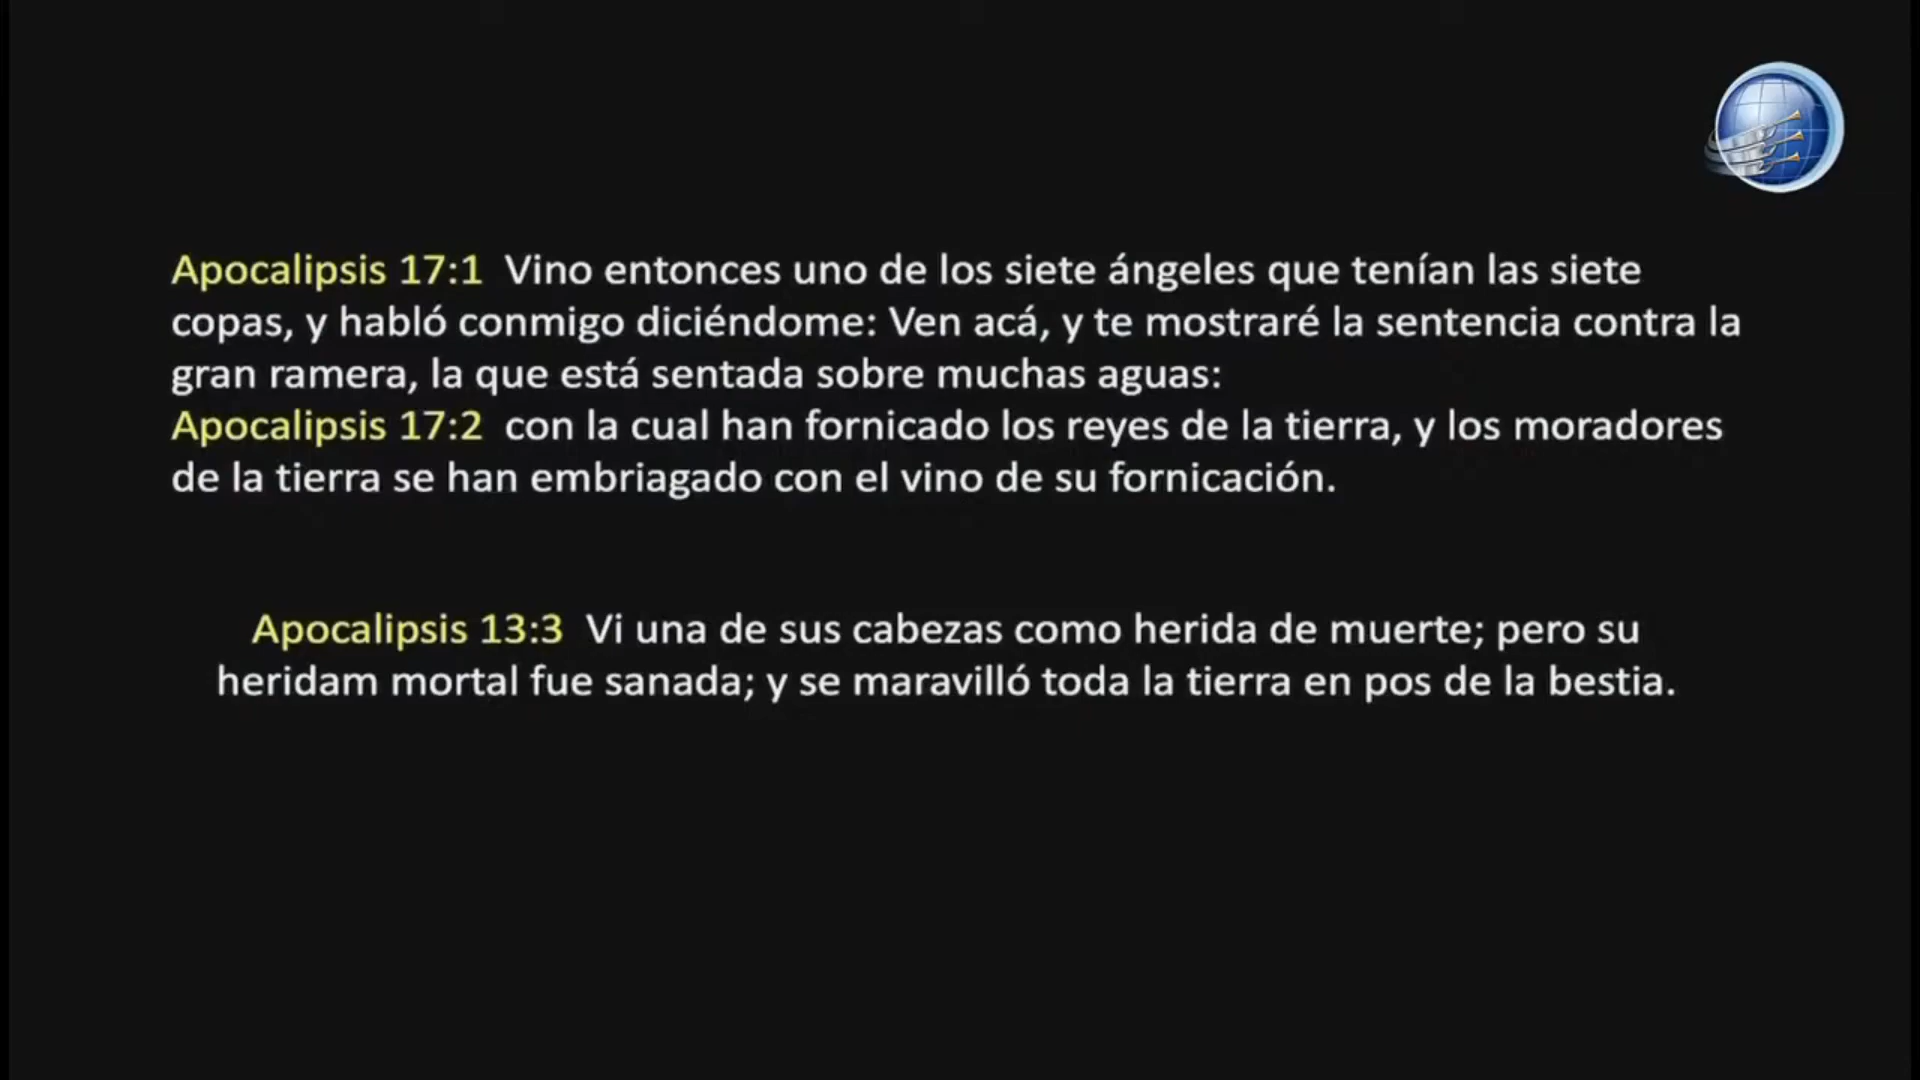 Apocalipsis 17:1 Vino entonces uno de los siete ángeles que tenían las siete
copas, y habló conmigo diciéndome: Ven acá, y te mostraré la sentencia contra la
gran ramera, la que está sentada sobre muchas aguas:
Apocalipsis 17:2 con la cual han fornicado los reyes de la tierra, y los moradores
de la tierra se han embriagado con el vino de su fornicación.
Apocalipsis 13:3 Vi una de sus cabezas como herida de muerte; pero su
heridam mortal fue sanada; y se maravilló toda la tierra en pos de la bestia.